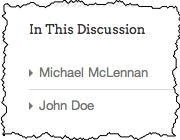 In This Discussion
Michael McLennan
John Doe